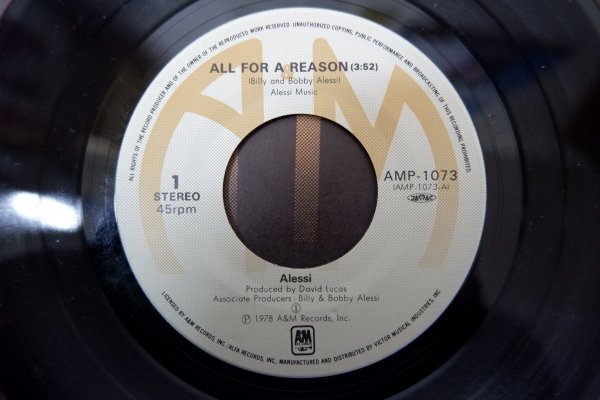 ALL RIGHTS OF THE RECORD PRODUCER AND OF THE OWNER OF THE RECORDED WORK RESERVED. UNAUTHORIZED COPYING, PUBLIC PERFORMANCE AND BROADCASTING OF THIS RECORDING PROHIBITED.
A&M
ALL FOR A REASON (3:52)
(Billy and Bobby Alessi)
Alessi Music
1
STEREO
45rpm
AMP-1073
(AMP-1073-A)
Alessi
Produced by David Lucas
Associate Producers: Billy & Bobby Alessi
1
℗ 1978 A&M Records, Inc.
A&M
LICENSED BY A&M RECORDS, INC./ALFA RECORDS, INC. MANUFACTURED AND DISTRIBUTED BY VICTOR MUSICAL INDUSTRIES, INC.